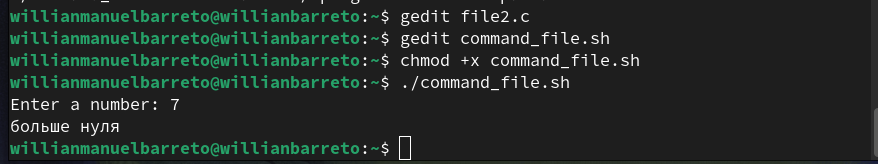 willianmanuelbarreto@willianbarreto:~$ gedit file2.c
willianmanuelbarreto@willianbarreto:~$ gedit command_file.sh
willianmanuelbarreto@willianbarreto:~$ chmod +x command_file.sh
willianmanuelbarreto@willianbarreto:~$ ./command_file.sh
Enter a number: 7
больше нуля
willianmanuelbarreto@willianbarreto:~$